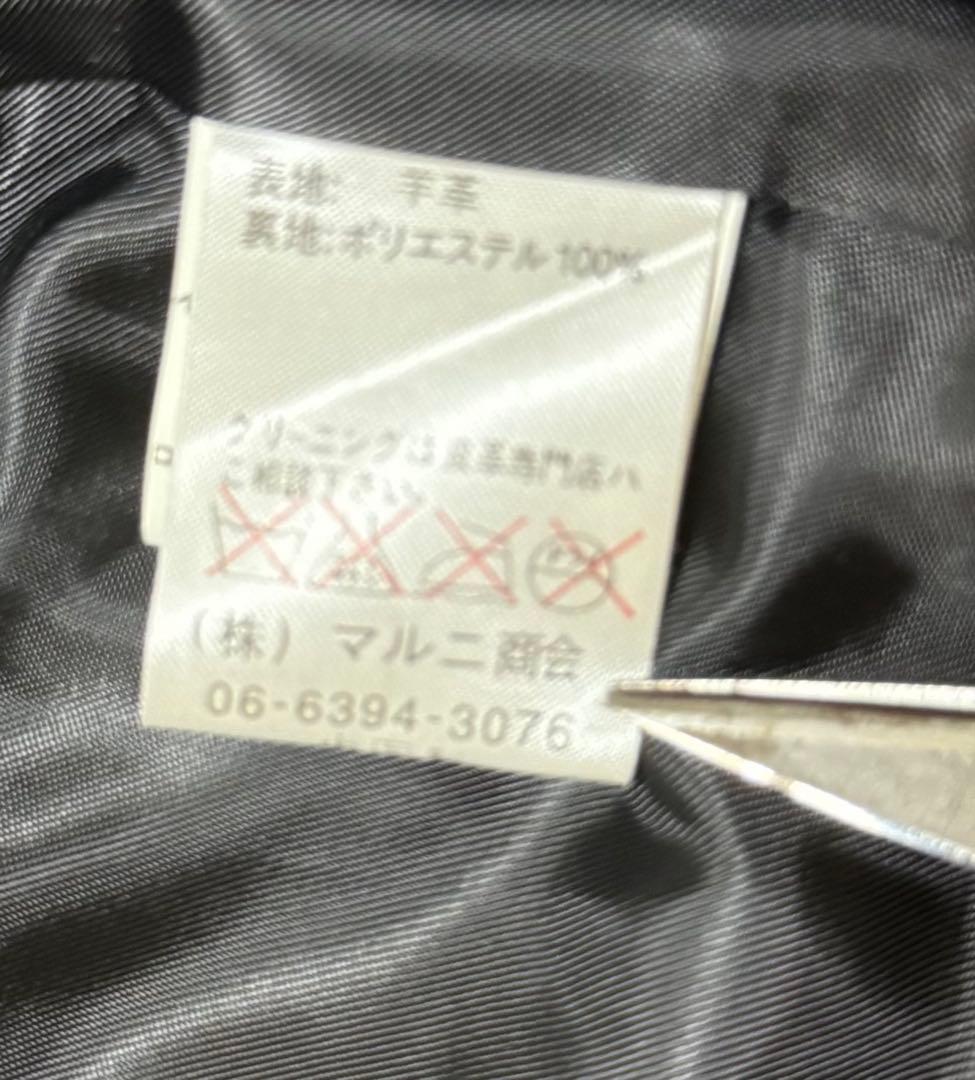 表地: 羊革
裏地:ポリエステル100%
クリーニングは皮革専門店ハ
ご相談下さい
(株) マルニ商会
06-6394-3076